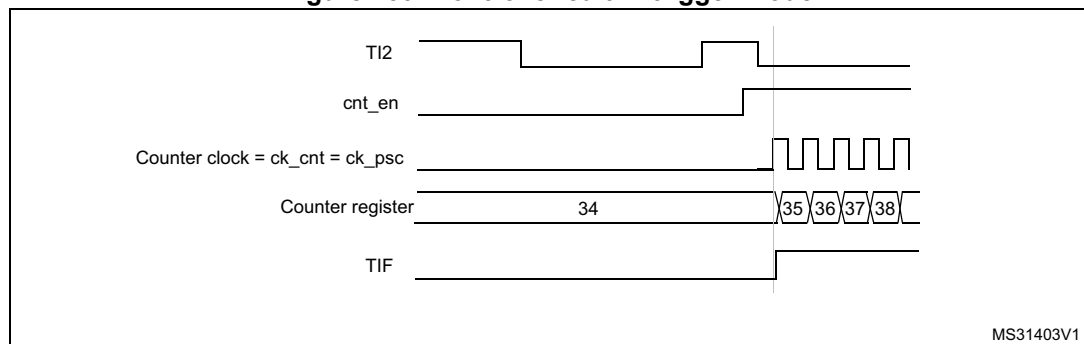 TI2
cnt_en
Counter clock = ck_cnt = ck_psc
Counter register 34 35 36 37 38
TIF
MS31403V1